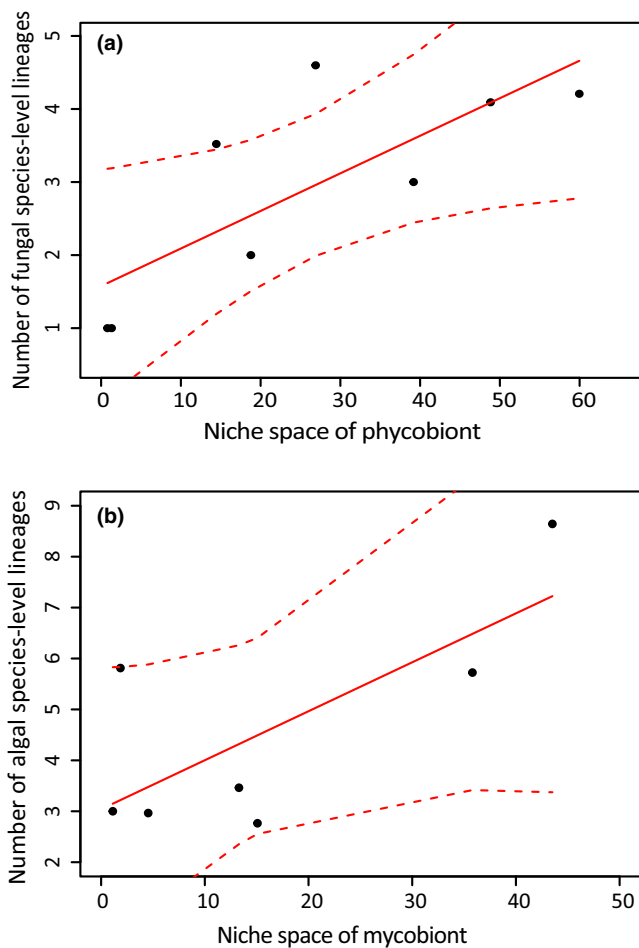 (a)
Number of fungal species-level lineages
5
4
3
2
1
0 10 20 30 40 50 60
Niche space of phycobiont
(b)
Number of algal species-level lineages
9
8
7
6
5
4
3
2
0 10 20 30 40 50
Niche space of mycobiont